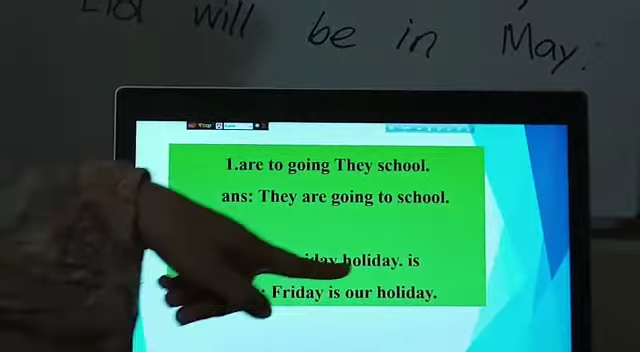 will be in May.
1.are to going They school.
ans: They are going to school.
holiday. is
Friday is our holiday.